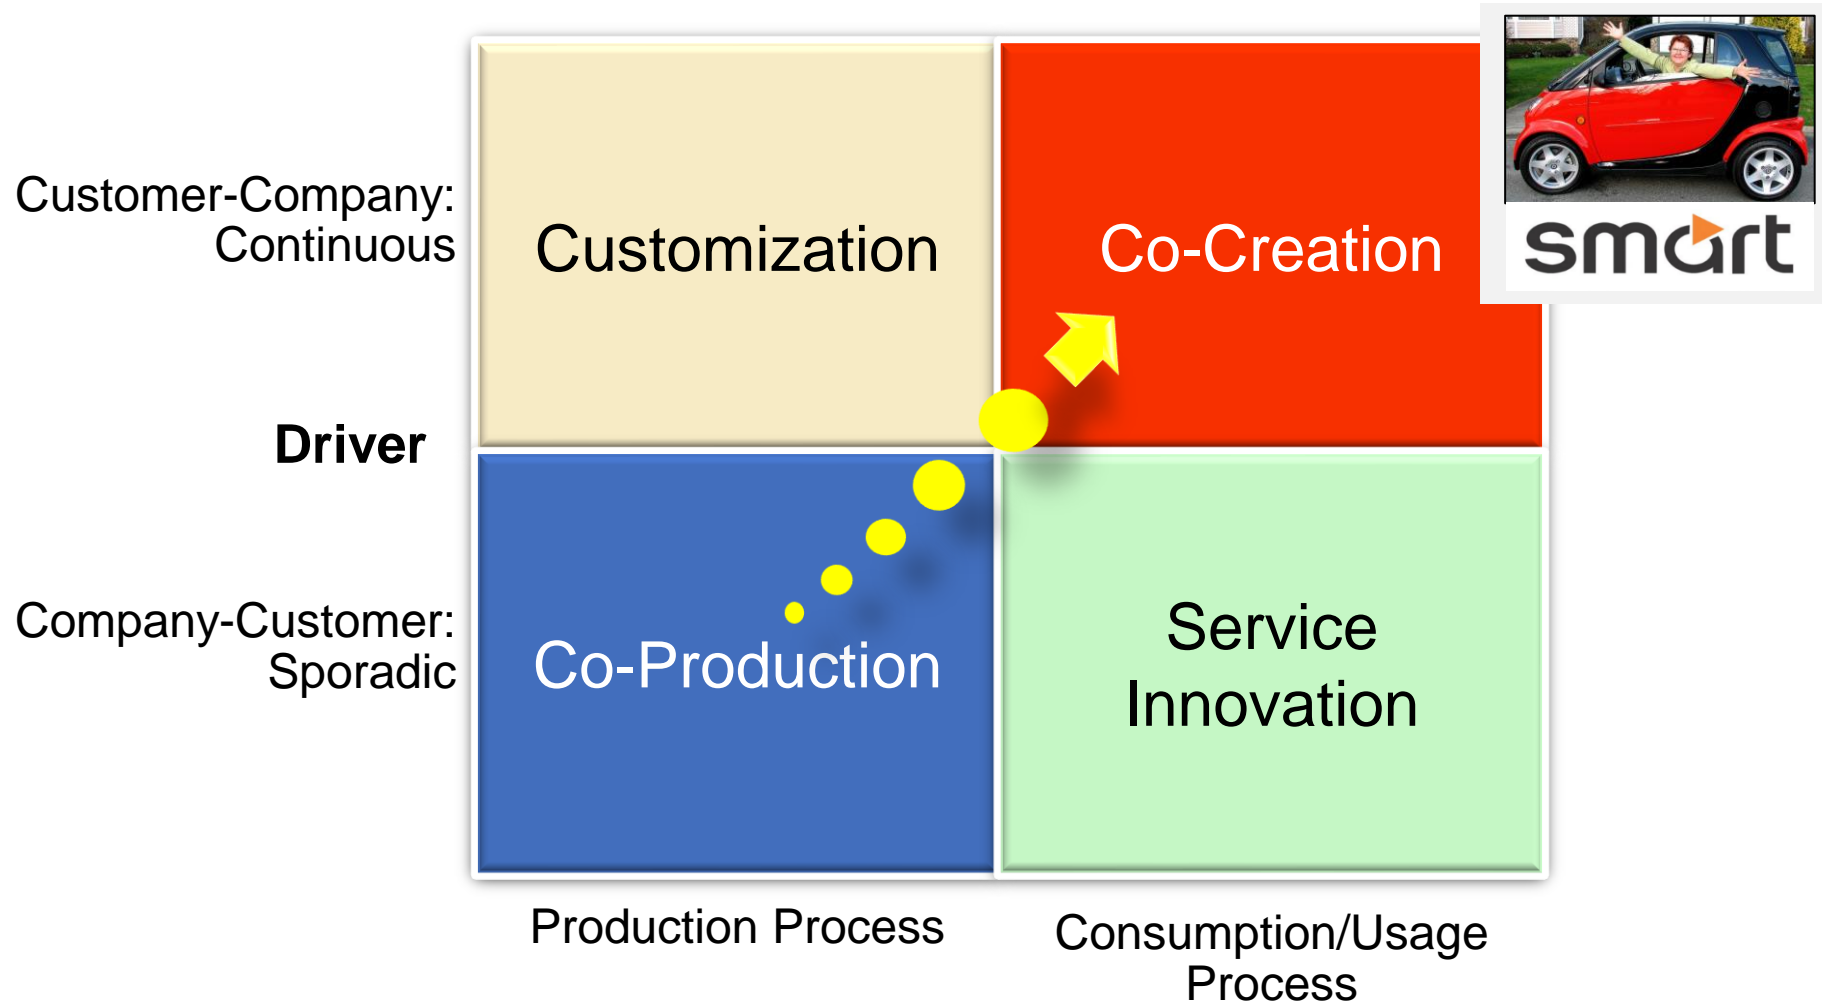 Customer-Company:
Continuous
Customization
Co-Creation
smart
Driver
Company-Customer:
Sporadic
Co-Production
Service
Innovation
Production Process
Consumption/Usage
Process